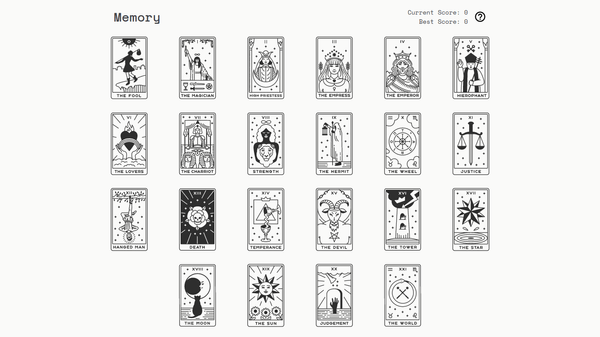 Memory
Current Score: 0
Best Score: 0
?
II III IV V
THE FOOL THE MAGICIAN HIGH PRIESTESS THE EMPRESS THE EMPEROR HIEROPHANT
VI VII VIII IX X XI
THE LOVERS THE CHARRIOT STRENGTH THE HERMIT THE WHEEL JUSTICE
XII XIII XIV XV XVI XVII
HANGED MAN DEATH TEMPERANCE THE DEVIL THE TOWER THE STAR
XVIII XIX XX XXI
THE MOON THE SUN JUDGEMENT THE WORLD